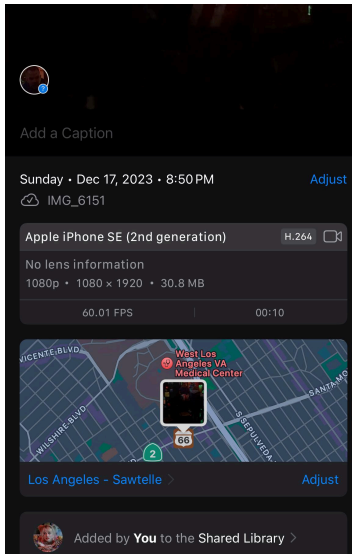 Add a Caption
Sunday • Dec 17, 2023 • 8:50 PM
Adjust
IMG_6151
Apple iPhone SE (2nd generation)
H.264
No lens information
1080p • 1080 × 1920 • 30.8 MB
60.01 FPS
00:10
VICENTE BLVD
West Los
Angeles VA
Medical Center
SANTA MO
WILSHIRE BLVD
S SEPULVEDA
66
2
Los Angeles - Sawtelle
Adjust
Added by You to the Shared Library